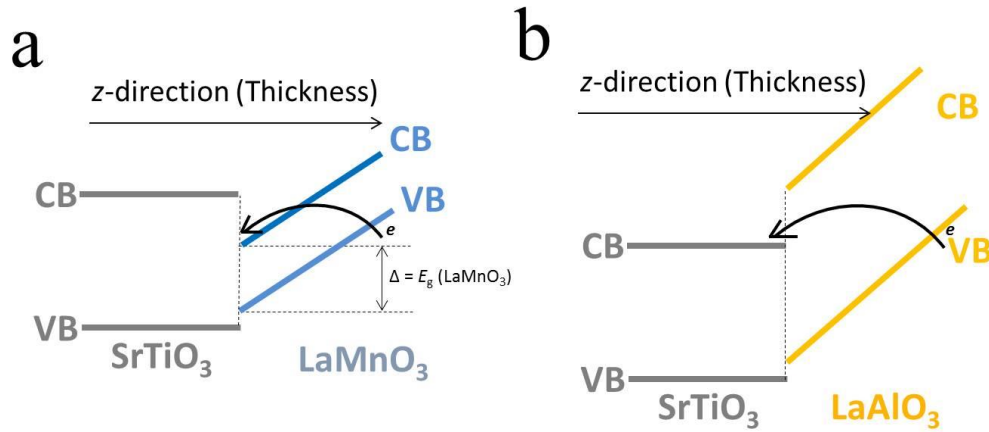 a
z-direction (Thickness)
CB
VB
CB
e
Δ = Eg (LaMnO3)
VB
SrTiO3
LaMnO3
b
z-direction (Thickness)
CB
e
CB
VB
VB
SrTiO3
LaAlO3